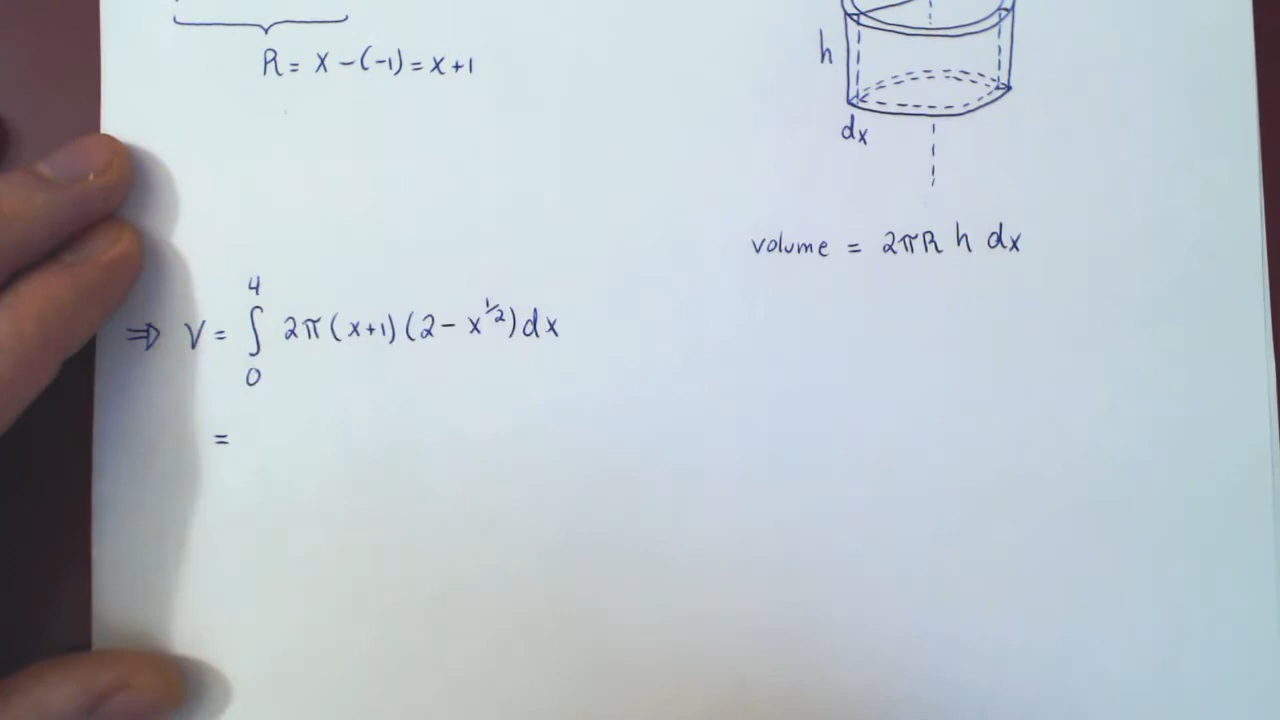 R = x - (-1) = x + 1
h
dx
volume = 2πR h dx
⇒ V = ∫₀⁴ 2π (x+1) (2 - x^{1/2}) dx
=